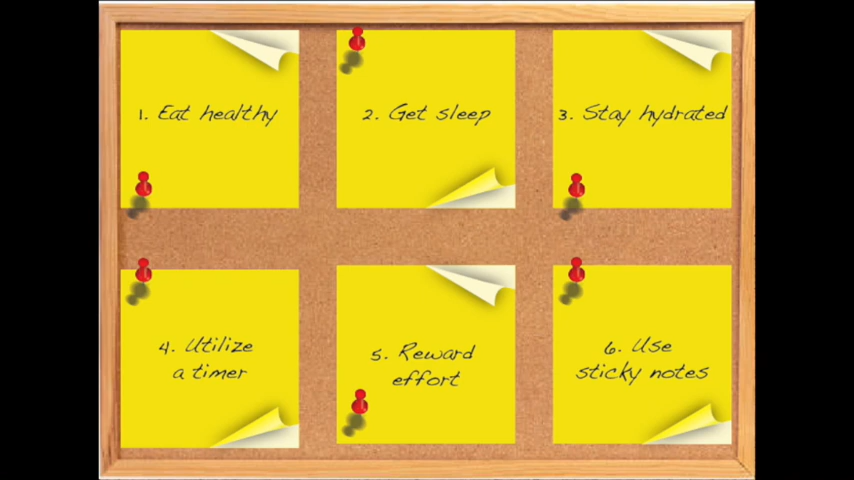 1. Eat healthy
2. Get sleep
3. Stay hydrated
4. Utilize
a timer
5. Reward
effort
6. Use
sticky notes